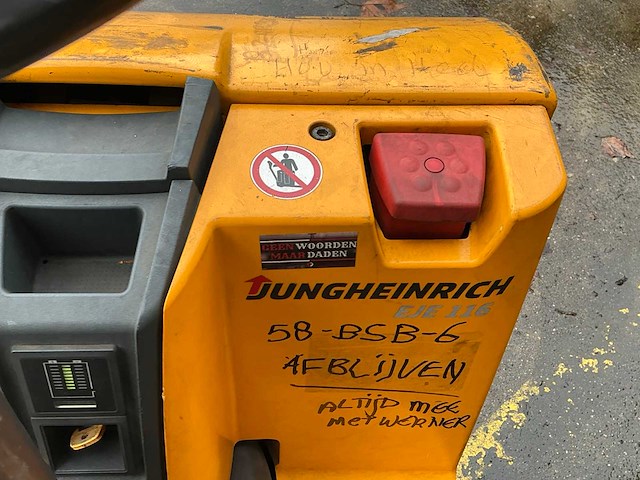 GEEN WOORDEN
MAAR DADEN
JUNGHEINRICH
EJE 116
58-BSB-6
AFBLIJVEN
ALTIJD MEE
MET WERNER